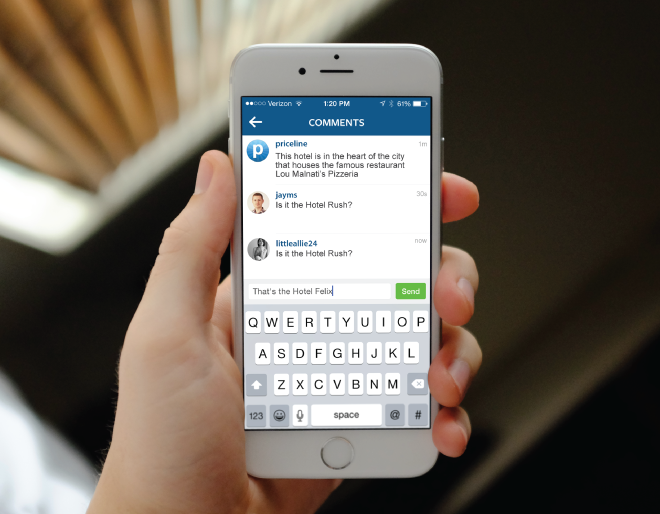 Verizon 1:20 PM 61%
COMMENTS
p
priceline 1m
This hotel is in the heart of the city
that houses the famous restaurant
Lou Malnati's Pizzeria
jayms 30s
Is it the Hotel Rush?
littleallie24 now
Is it the Hotel Rush?
That's the Hotel Felix Send
Q W E R T Y U I O P
A S D F G H J K L
Z X C V B N M
123 space @ #